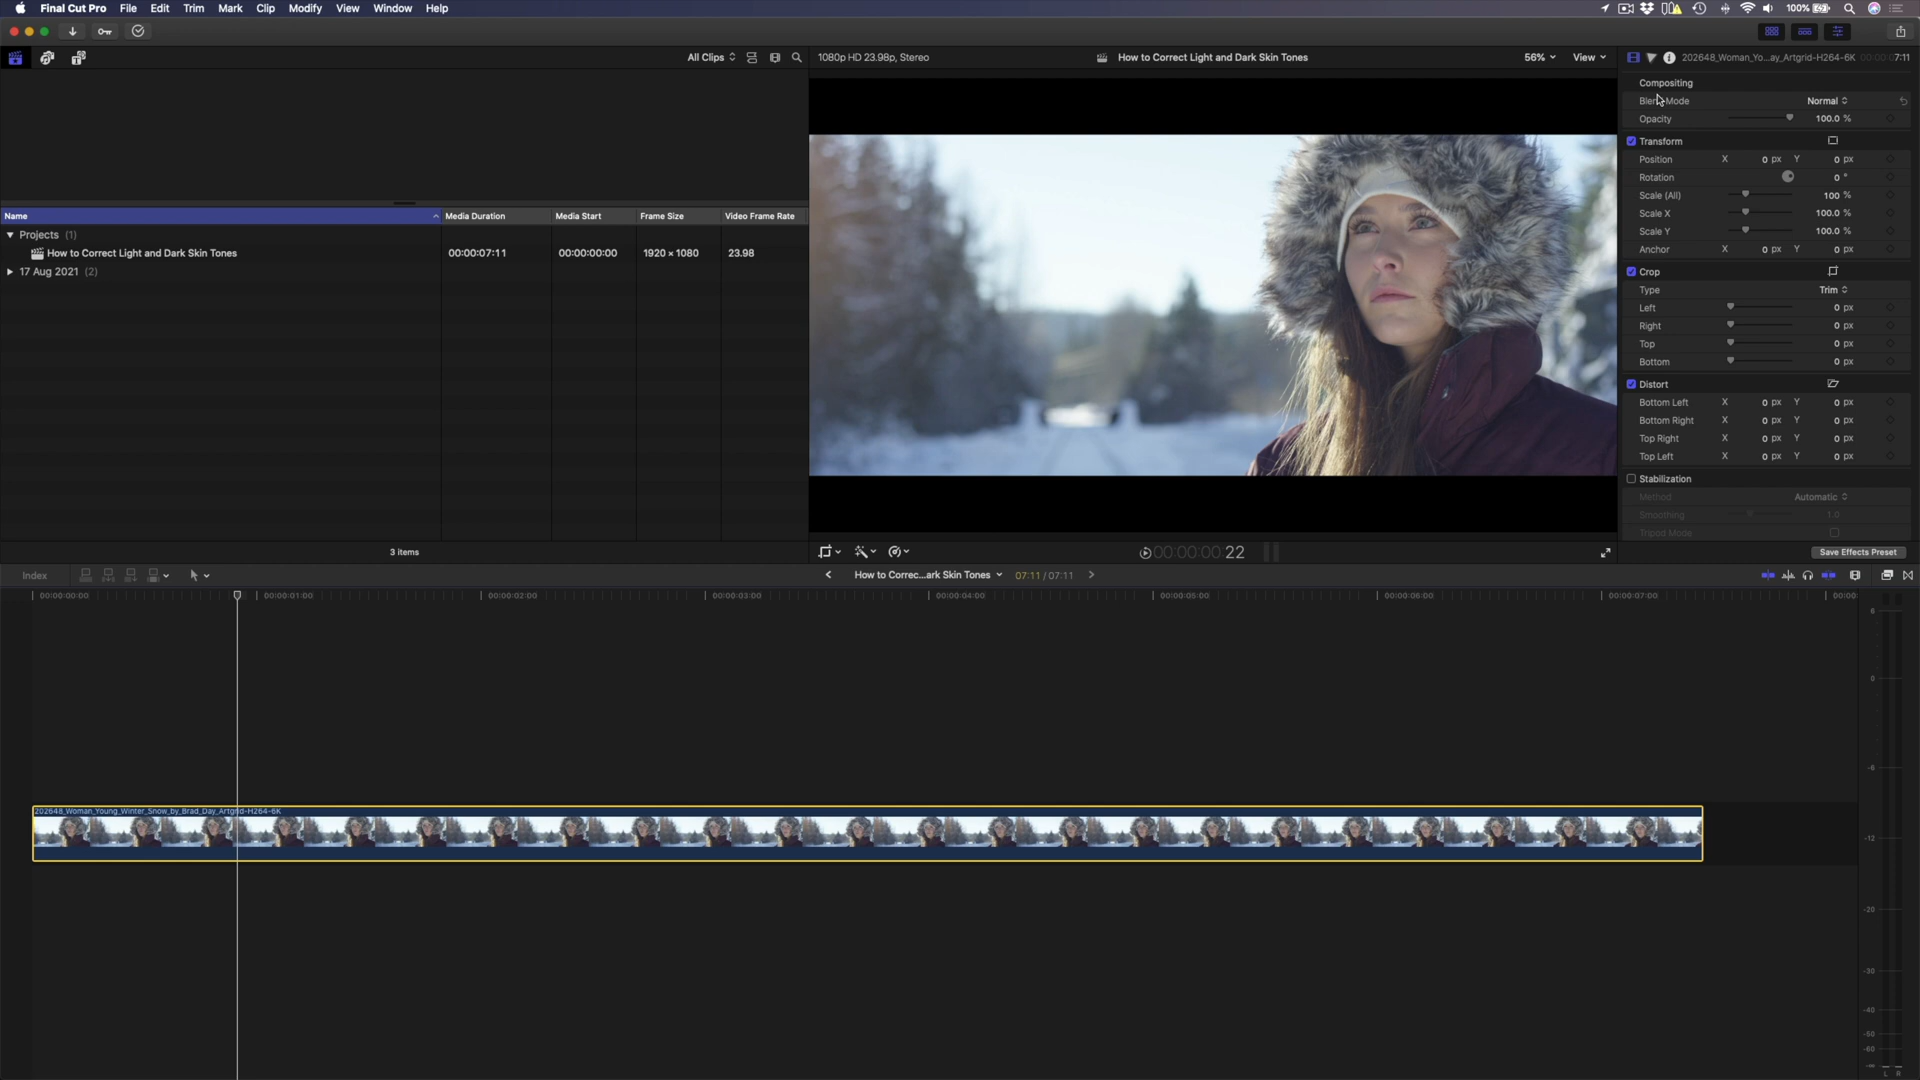 Final Cut Pro File Edit Trim Mark Clip Modify View Window Help 100%
All Clips
1080p HD 23.98p, Stereo How to Correct Light and Dark Skin Tones 56% View
202648_Woman_Yo...ay_Artgrid-H264-6K 00:00:07:11
Name Media Duration Media Start Frame Size Video Frame Rate
Projects (1)
How to Correct Light and Dark Skin Tones 00:00:07:11 00:00:00:00 1920 × 1080 23.98
17 Aug 2021 (2)
3 items
Compositing
Blend Mode Normal
Opacity 100.0 %
Transform
Position X 0 px Y 0 px
Rotation 0 °
Scale (All) 100 %
Scale X 100.0 %
Scale Y 100.0 %
Anchor X 0 px Y 0 px
Crop
Type Trim
Left 0 px
Right 0 px
Top 0 px
Bottom 0 px
Distort
Bottom Left X 0 px Y 0 px
Bottom Right X 0 px Y 0 px
Top Right X 0 px Y 0 px
Top Left X 0 px Y 0 px
Stabilization
Method Automatic
Smoothing 1.0
Tripod Mode
00:00:00:22
Save Effects Preset
Index
How to Correc...ark Skin Tones 07:11 / 07:11
00:00:00:00 00:00:01:00 00:00:02:00 00:00:03:00 00:00:04:00 00:00:05:00 00:00:06:00 00:00:07:00 00:00:
202648_Woman_Young_Winter_Snow_by_Brad_Day_Artgrid-H264-6K
6
0
-6
-12
-20
-30
-40
-50
-60
-∞
L R